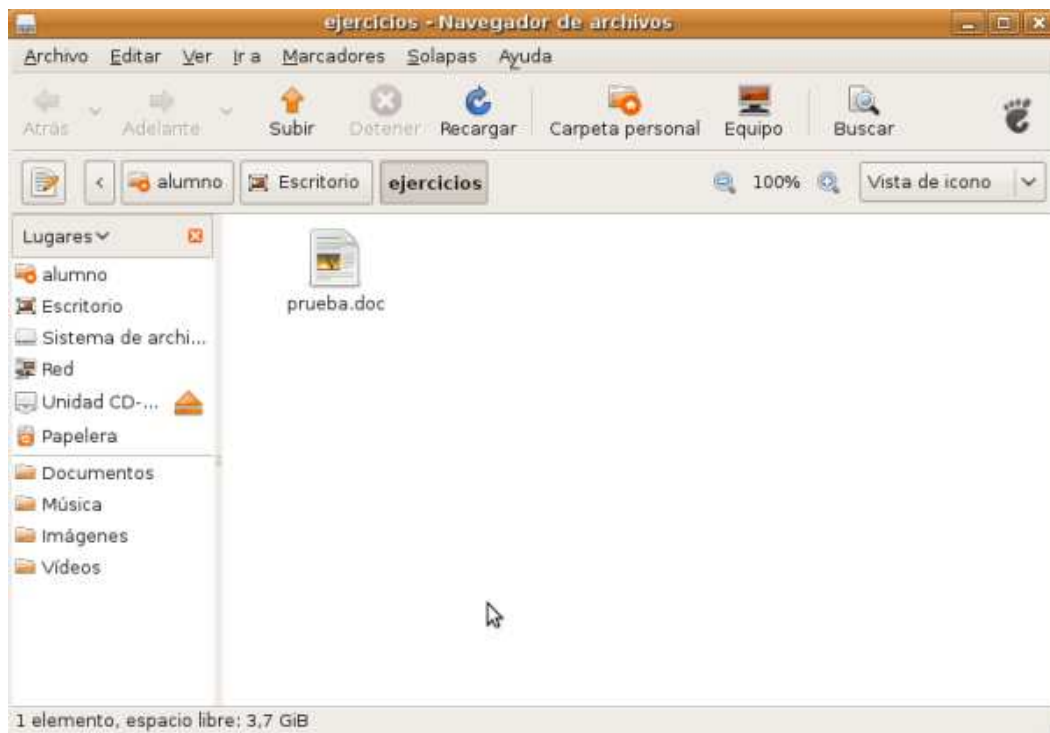 ejercicios - Navegador de archivos
Archivo Editar Ver Ir a Marcadores Solapas Ayuda
Atrás Adelante Subir Detener Recargar Carpeta personal Equipo Buscar
alumno Escritorio ejercicios 100% Vista de icono
Lugares
alumno
Escritorio
Sistema de archi...
Red
Unidad CD-...
Papelera
Documentos
Música
Imágenes
Vídeos
prueba.doc
1 elemento, espacio libre: 3,7 GiB